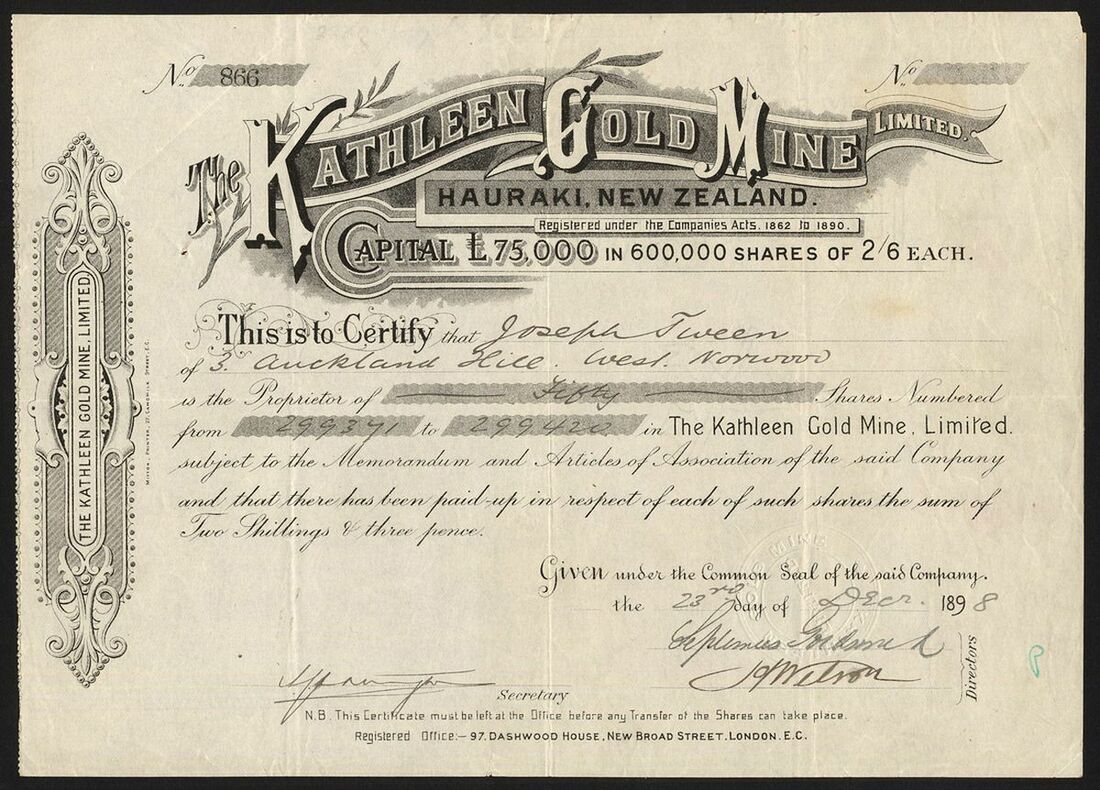 No. 866
No.
The Kathleen Gold Mine Limited.
HAURAKI, NEW ZEALAND.
Registered under the Companies Acts. 1862 to 1890.
CAPITAL £75,000 IN 600,000 SHARES OF 2/6 EACH.
This is to Certify that Joseph Tween
of 3. Auckland Hill. West. Norwood
is the Proprietor of Fifty Shares Numbered
from 299371 to 299420 in The Kathleen Gold Mine, Limited.
subject to the Memorandum and Articles of Association of the said Company
and that there has been paid-up in respect of each of such shares the sum of
Two Shillings & three pence.
Given under the Common Seal of the said Company.
the 23rd day of Decr. 1898
Septimus
Wilson
Directors
Secretary
N.B. This Certificate must be left at the Office before any Transfer of the Shares can take place.
Registered Office:- 97, DASHWOOD HOUSE, NEW BROAD STREET, LONDON. E.C.
THE KATHLEEN GOLD MINE, LIMITED